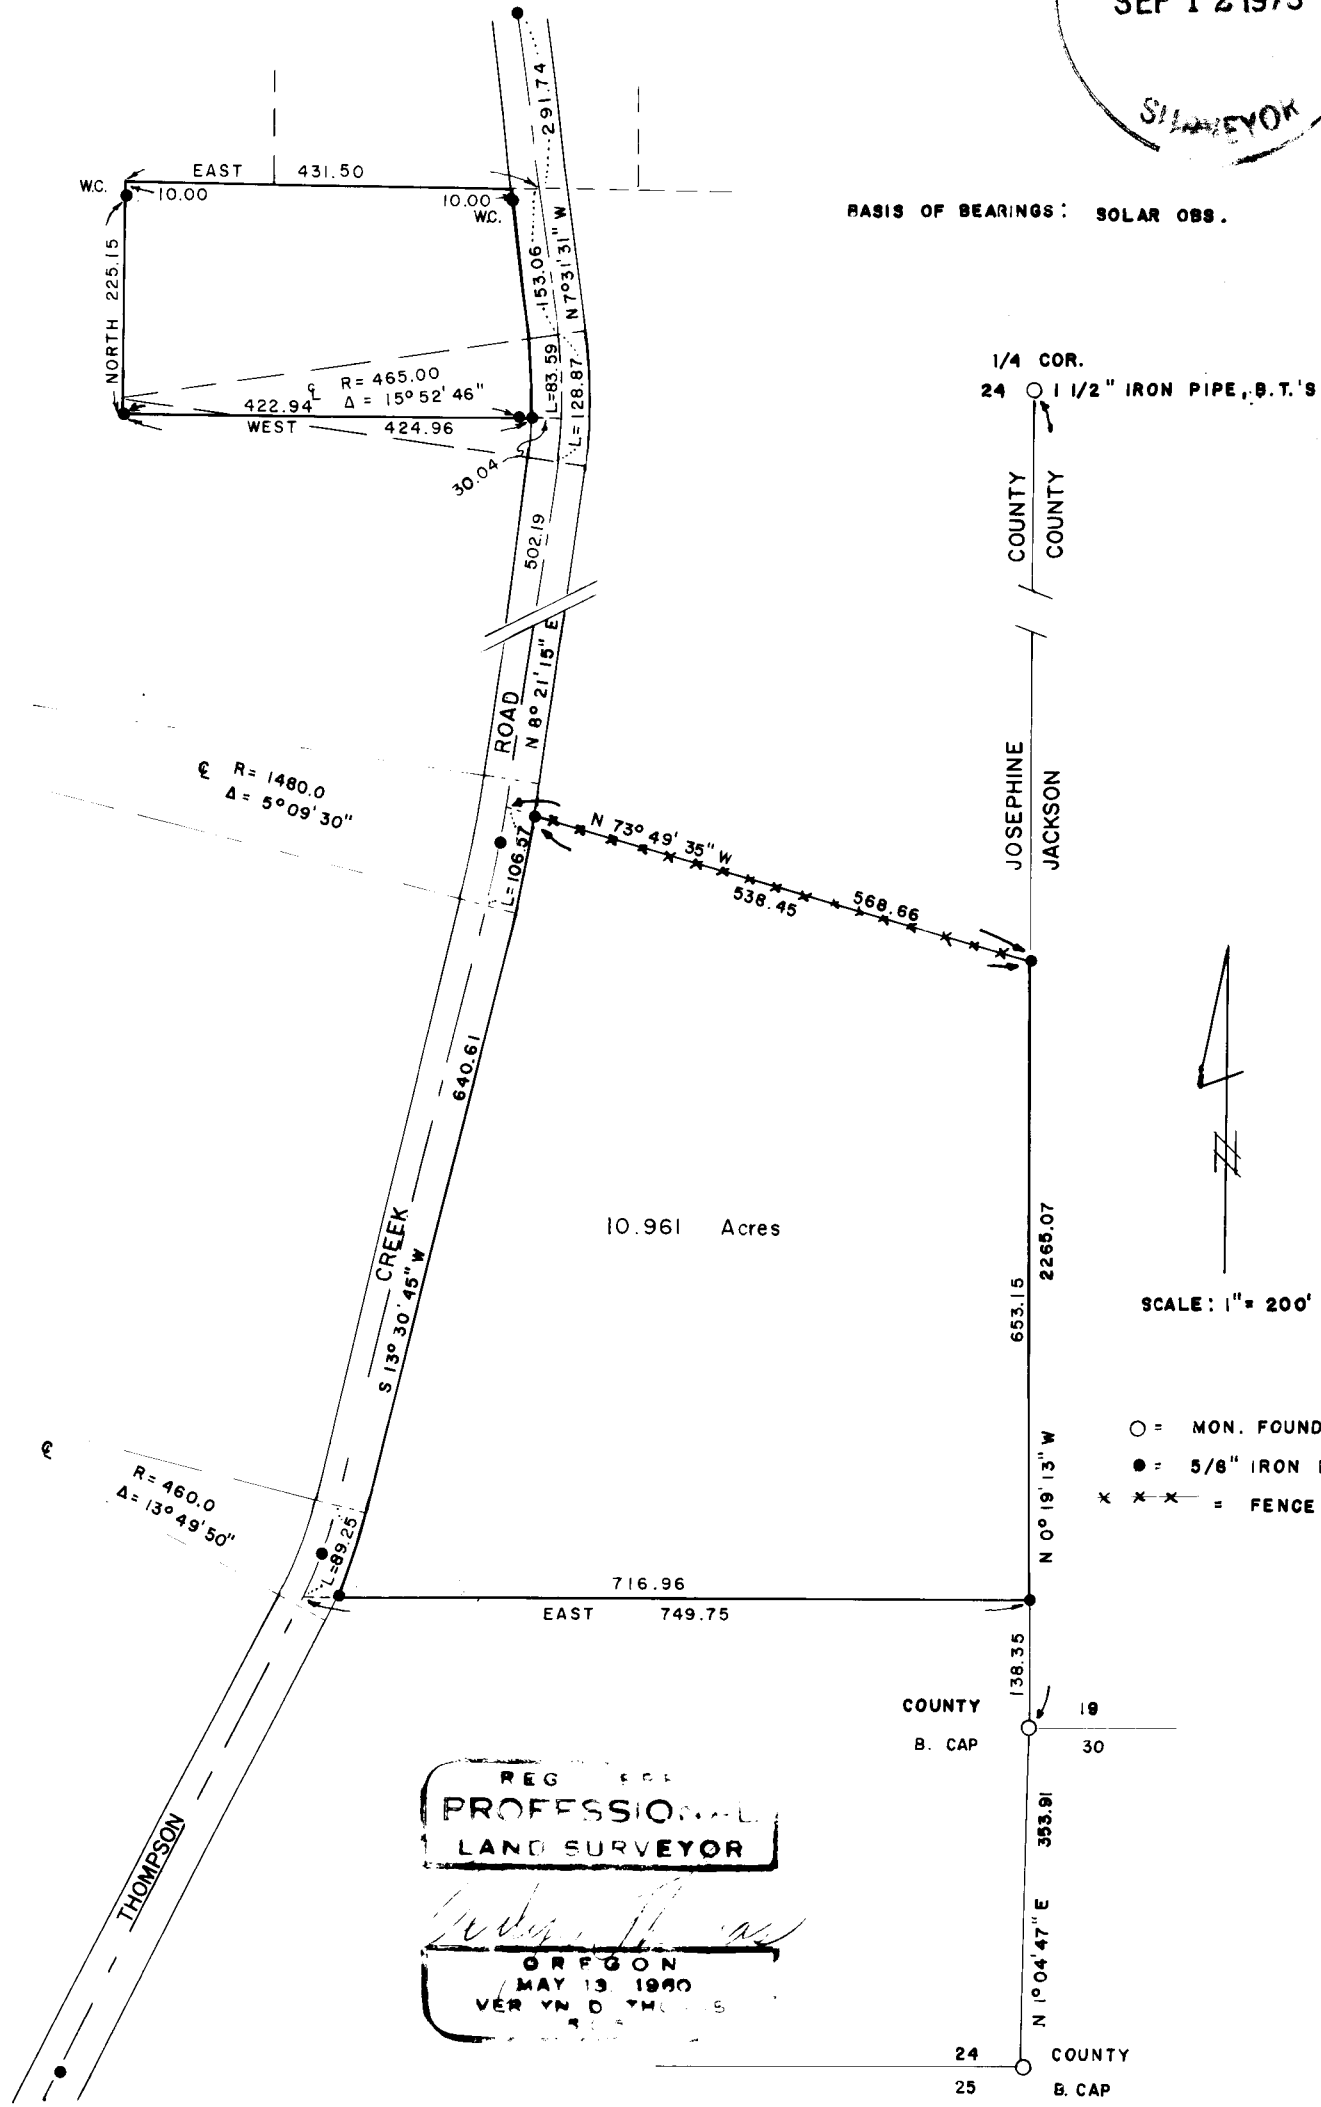 SEP 12 1973
SURVEYOR
291.74
EAST 431.50
W.C.
10.00
10.00
W.C.
BASIS OF BEARINGS: SOLAR OBS.
NORTH 225.15
153.06
N 7° 31' 31" W
L=83.59
L=128.87
℄ R= 465.00
Δ = 15° 52' 46"
422.94
WEST 424.96
30.04
1/4 COR.
24 1 1/2" IRON PIPE, B.T.'S
COUNTY
COUNTY
502.19
ROAD
N 8° 21' 15" E
JOSEPHINE
JACKSON
℄ R= 1480.0
Δ= 5° 09' 30"
L=106.57
N 73° 49' 35" W
538.45
568.66
640.61
CREEK
S 13° 30' 45" W
10.961 Acres
653.15
2265.07
N 0° 19' 13" W
SCALE: 1" = 200'
O = MON. FOUND
● = 5/8" IRON
x x x = FENCE
℄
R= 460.0
Δ= 13° 49' 50"
L=89.25
716.96
EAST 749.75
138.35
COUNTY 19
B. CAP 30
353.91
N 1° 04' 47" E
THOMPSON
PROFESSIONAL
LAND SURVEYOR
OREGON
MAY 13, 1960
24 COUNTY
25 B. CAP